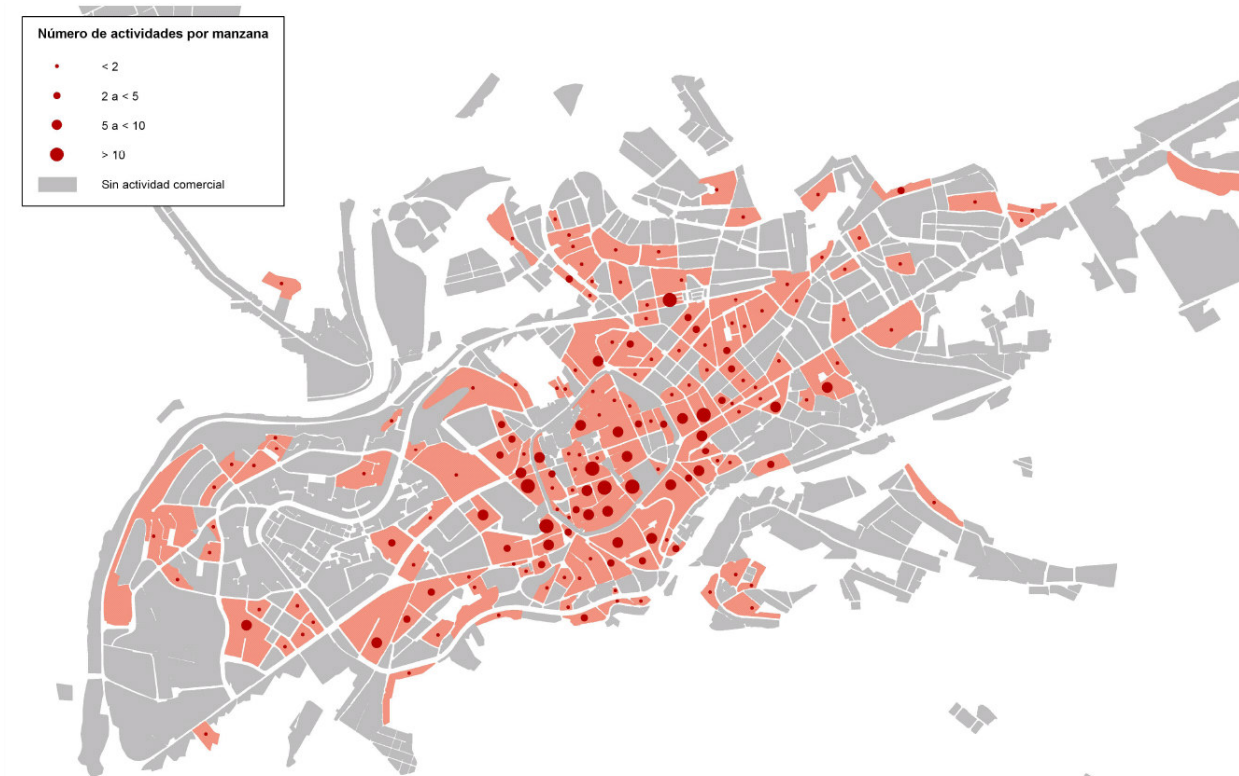 Número de actividades por manzana
< 2
2 a < 5
5 a < 10
> 10
Sin actividad comercial